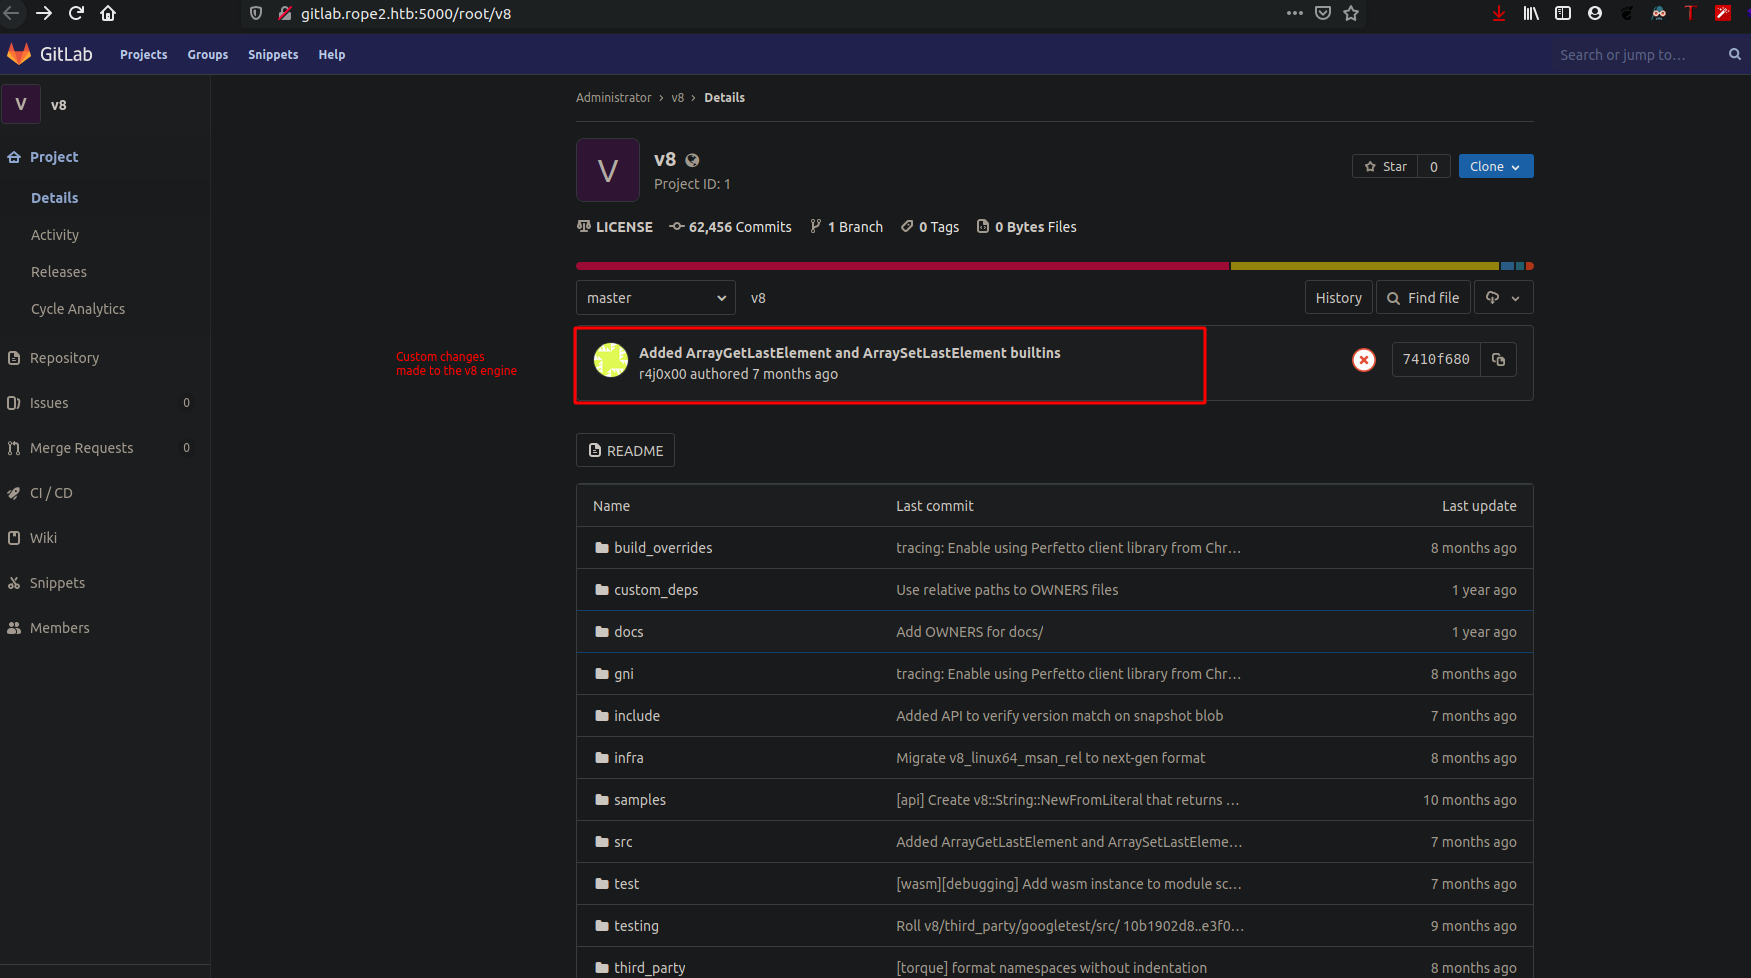 gitlab.rope2.htb:5000/root/v8
GitLab Projects Groups Snippets Help Search or jump to...
V v8
Project
Details
Activity
Releases
Cycle Analytics
Repository
Issues 0
Merge Requests 0
CI / CD
Wiki
Snippets
Members
Administrator › v8 › Details
V
v8
Project ID: 1
Star 0 Clone
LICENSE 62,456 Commits 1 Branch 0 Tags 0 Bytes Files
master v8 History Find file
Custom changes
made to the v8 engine
Added ArrayGetLastElement and ArraySetLastElement builtins
r4j0x00 authored 7 months ago
7410f680
README
Name Last commit Last update
build_overrides tracing: Enable using Perfetto client library from Chr... 8 months ago
custom_deps Use relative paths to OWNERS files 1 year ago
docs Add OWNERS for docs/ 1 year ago
gni tracing: Enable using Perfetto client library from Chr... 8 months ago
include Added API to verify version match on snapshot blob 7 months ago
infra Migrate v8_linux64_msan_rel to next-gen format 8 months ago
samples [api] Create v8::String::NewFromLiteral that returns ... 10 months ago
src Added ArrayGetLastElement and ArraySetLastEleme... 7 months ago
test [wasm][debugging] Add wasm instance to module sc... 7 months ago
testing Roll v8/third_party/googletest/src/ 10b1902d8..e3f0... 9 months ago
third_party [torque] format namespaces without indentation 8 months ago